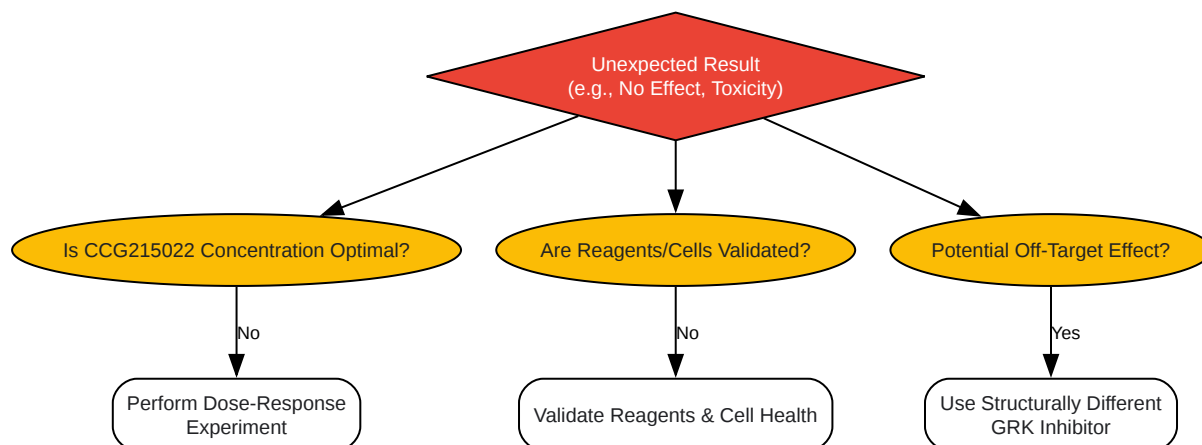 Unexpected Result
(e.g., No Effect, Toxicity)
Is CCG215022 Concentration Optimal?
Are Reagents/Cells Validated?
Potential Off-Target Effect?
No
No
Yes
Perform Dose-Response
Experiment
Validate Reagents & Cell Health
Use Structurally Different
GRK Inhibitor